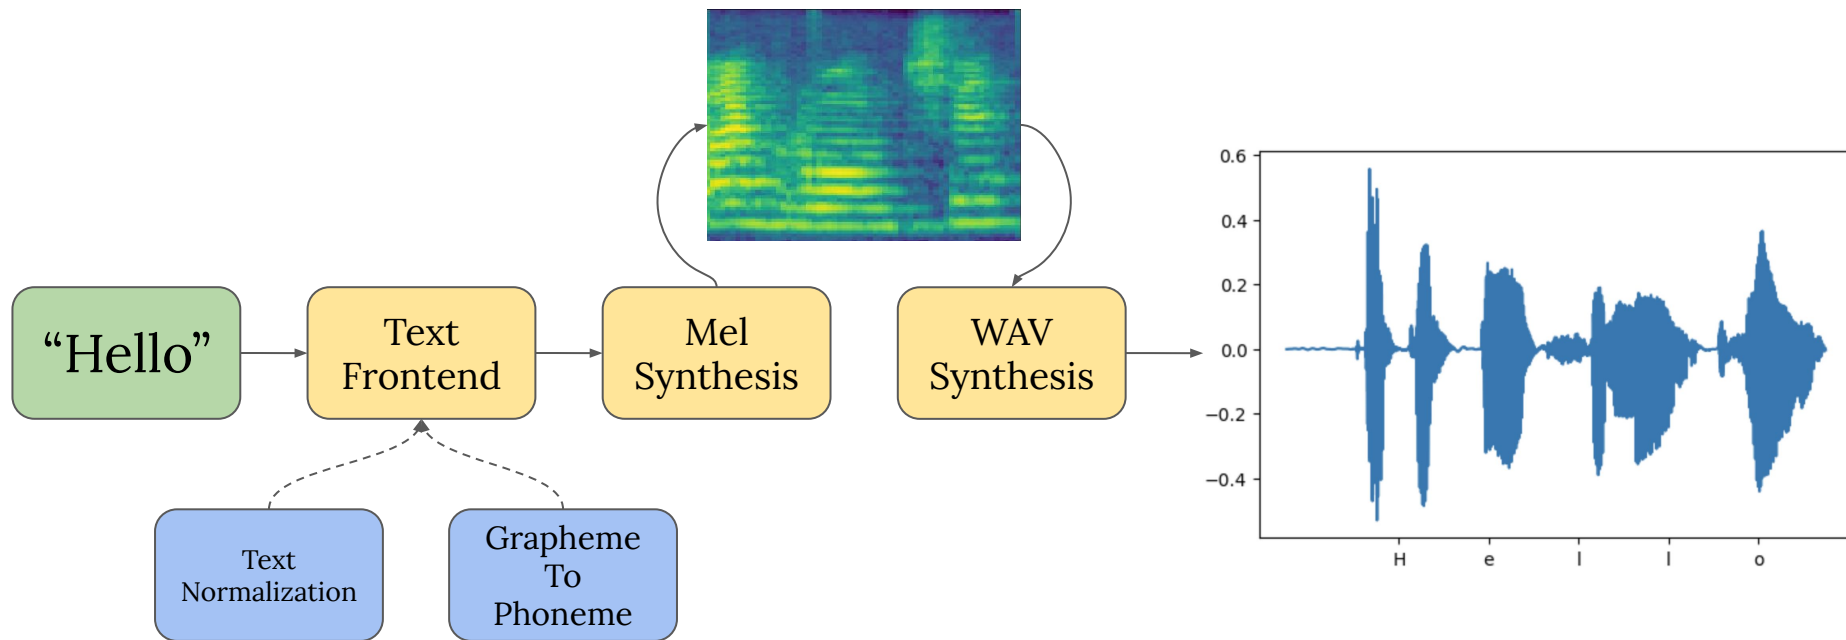 “Hello”
Text
Frontend
Mel
Synthesis
WAV
Synthesis
Text
Normalization
Grapheme
To
Phoneme
0.6
0.4
0.2
0.0
−0.2
−0.4
H e l l o